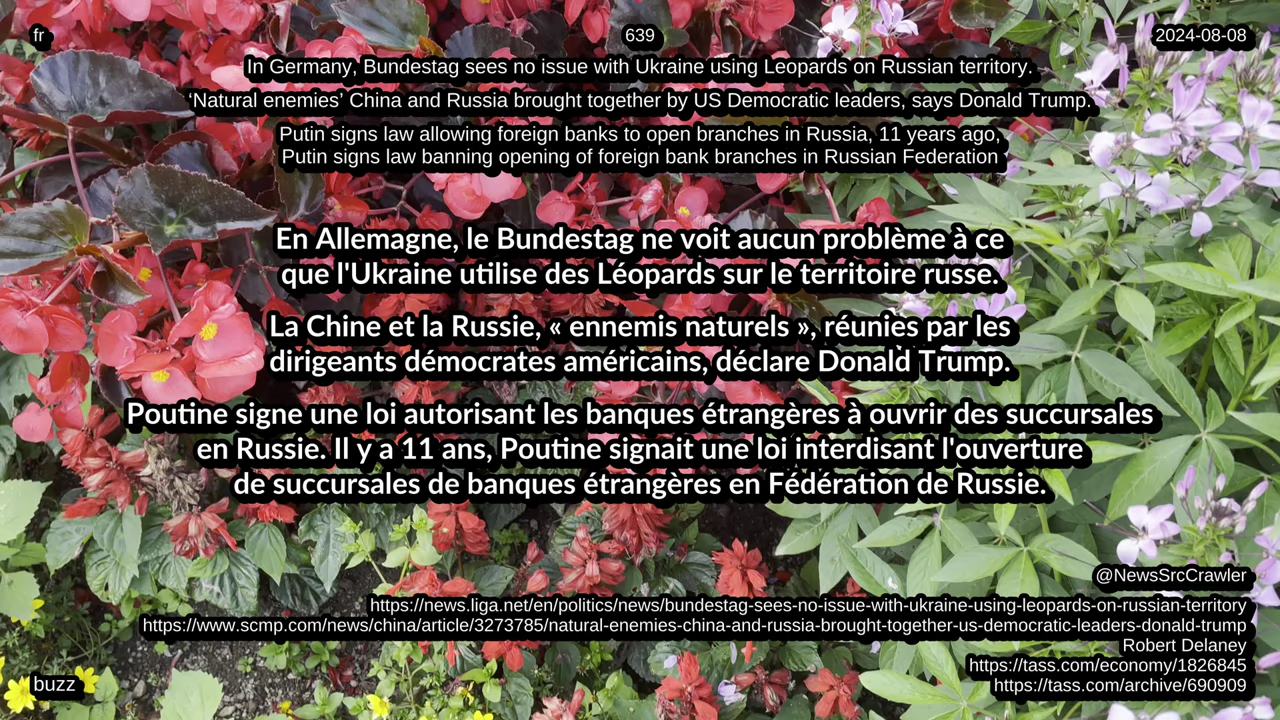 fr
639
2024-08-08
In Germany, Bundestag sees no issue with Ukraine using Leopards on Russian territory.
‘Natural enemies’ China and Russia brought together by US Democratic leaders, says Donald Trump.
Putin signs law allowing foreign banks to open branches in Russia, 11 years ago,
Putin signs law banning opening of foreign bank branches in Russian Federation
En Allemagne, le Bundestag ne voit aucun problème à ce
que l'Ukraine utilise des Léopards sur le territoire russe.
La Chine et la Russie, « ennemis naturels », réunies par les
dirigeants démocrates américains, déclare Donald Trump.
Poutine signe une loi autorisant les banques étrangères à ouvrir des succursales
en Russie. Il y a 11 ans, Poutine signait une loi interdisant l'ouverture
de succursales de banques étrangères en Fédération de Russie.
@NewsSrcCrawler
https://news.liga.net/en/politics/news/bundestag-sees-no-issue-with-ukraine-using-leopards-on-russian-territory
https://www.scmp.com/news/china/article/3273785/natural-enemies-china-and-russia-brought-together-us-democratic-leaders-donald-trump
Robert Delaney
https://tass.com/economy/1826845
https://tass.com/archive/690909
buzz